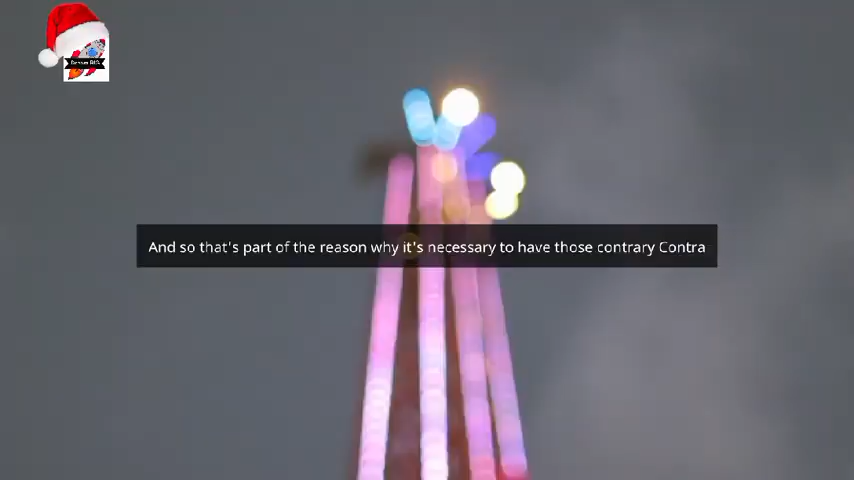 And so that's part of the reason why it's necessary to have those contrary Contra